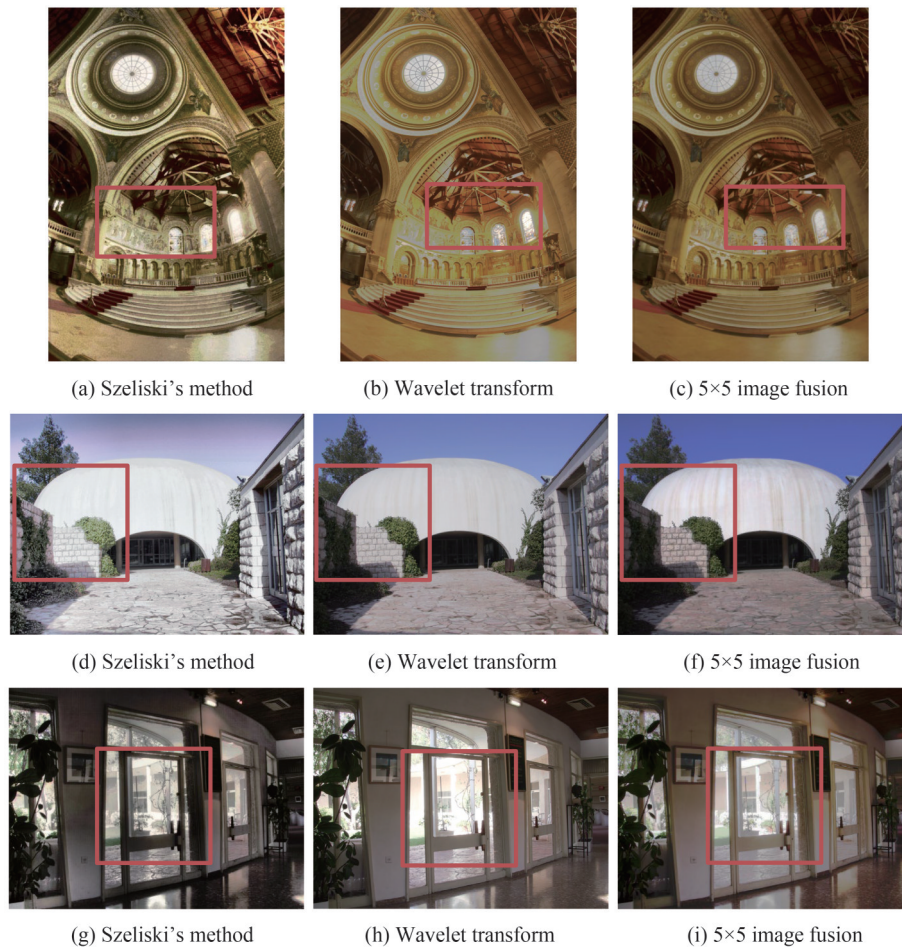 (a) Szeliski’s method
(b) Wavelet transform
(c) 5×5 image fusion
(d) Szeliski’s method
(e) Wavelet transform
(f) 5×5 image fusion
(g) Szeliski’s method
(h) Wavelet transform
(i) 5×5 image fusion